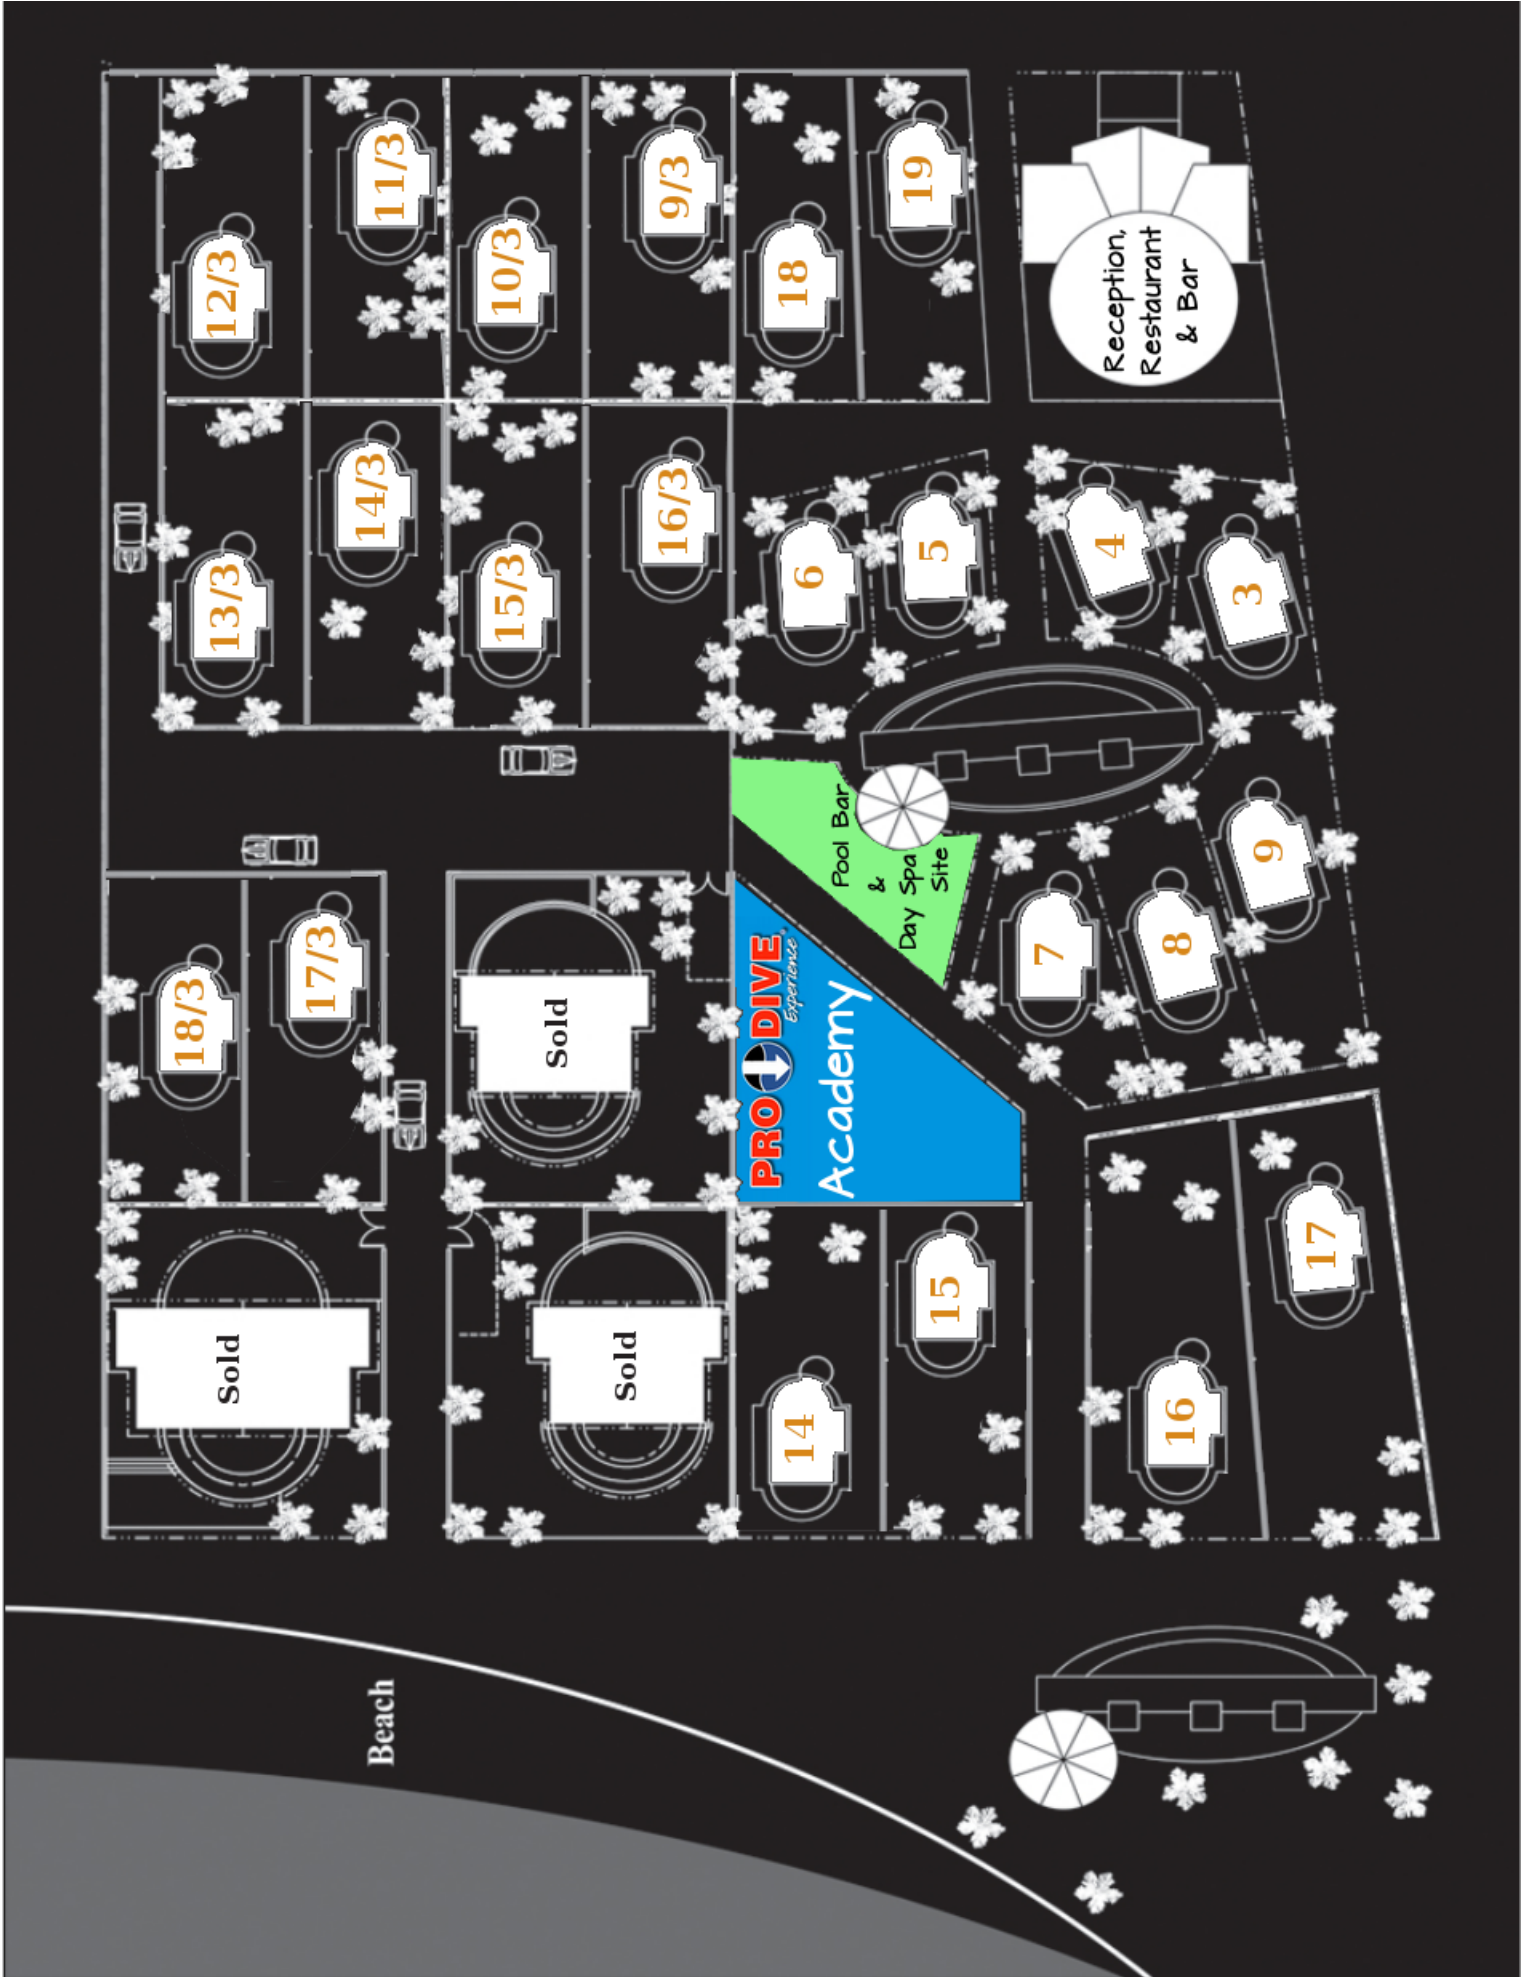 12/3
11/3
10/3
9/3
18
19
Reception,
Restaurant
& Bar
13/3
14/3
15/3
16/3
6
5
4
3
18/3
17/3
Sold
PRO DIVE®
Experience
Academy
Pool Bar
&
Day Spa
Site
7
8
9
Sold
Sold
14
15
16
17
Beach